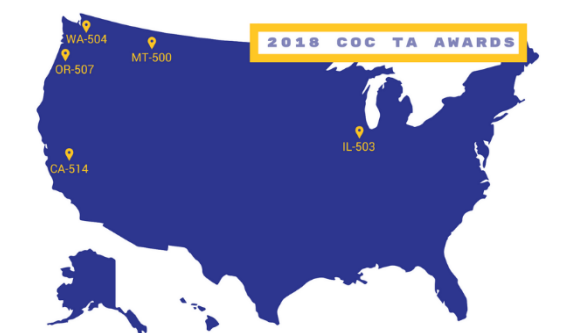 2018 COC TA AWARDS
WA-504
MT-500
OR-507
IL-503
CA-514